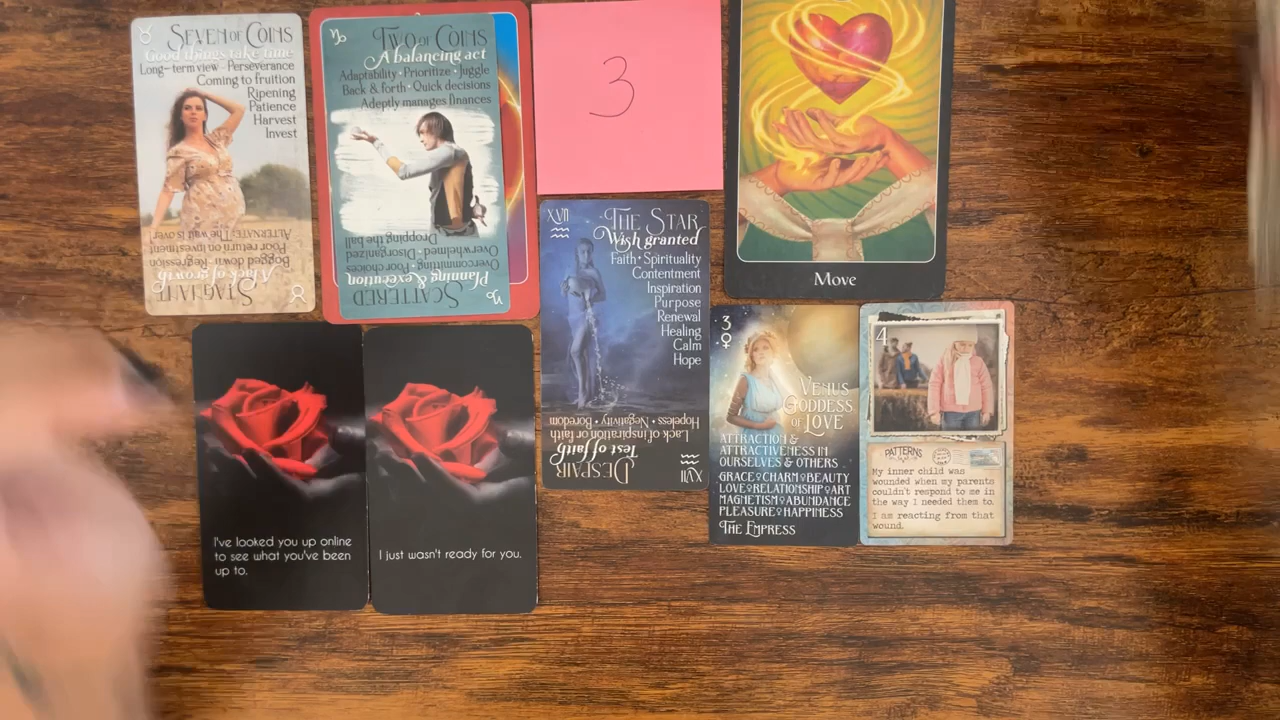 SEVEN OF COINS
Good things take time
Long-term view · Perseverance
Coming to fruition
Ripening
Patience
Harvest
Invest
ALTERNATE: The wait is over!
Poor return on investment
Bogged down · Regression
A lack of growth
STAGNANT
TWO OF COINS
A balancing act
Adaptability · Prioritize · Juggle
Back & forth · Quick decisions
Adeptly manages finances
Dropping the ball
Overwhelmed · Disorganized
Overcommitting · Poor choices
Planning & execution
SCATTERED
3
Move
XVII
THE STAR
Wish granted
Faith · Spirituality
Contentment
Inspiration
Purpose
Renewal
Healing
Calm
Hope
Hopeless · Negativity · Boredom
Lack of inspiration or faith
Test of faith
DESPAIR
XVII
3
VENUS
GODDESS
OF LOVE
ATTRACTION &
ATTRACTIVENESS IN
OURSELVES & OTHERS
GRACE♀CHARM♀BEAUTY
LOVE♀RELATIONSHIP♀ART
MAGNETISM♀ABUNDANCE
PLEASURE♀HAPPINESS
THE EMPRESS
4
PATTERNS
My inner child was
wounded when my parents
couldn't respond to me in
the way I needed them to.
I am reacting from that
wound.
I've looked you up online
to see what you've been
up to.
I just wasn't ready for you.